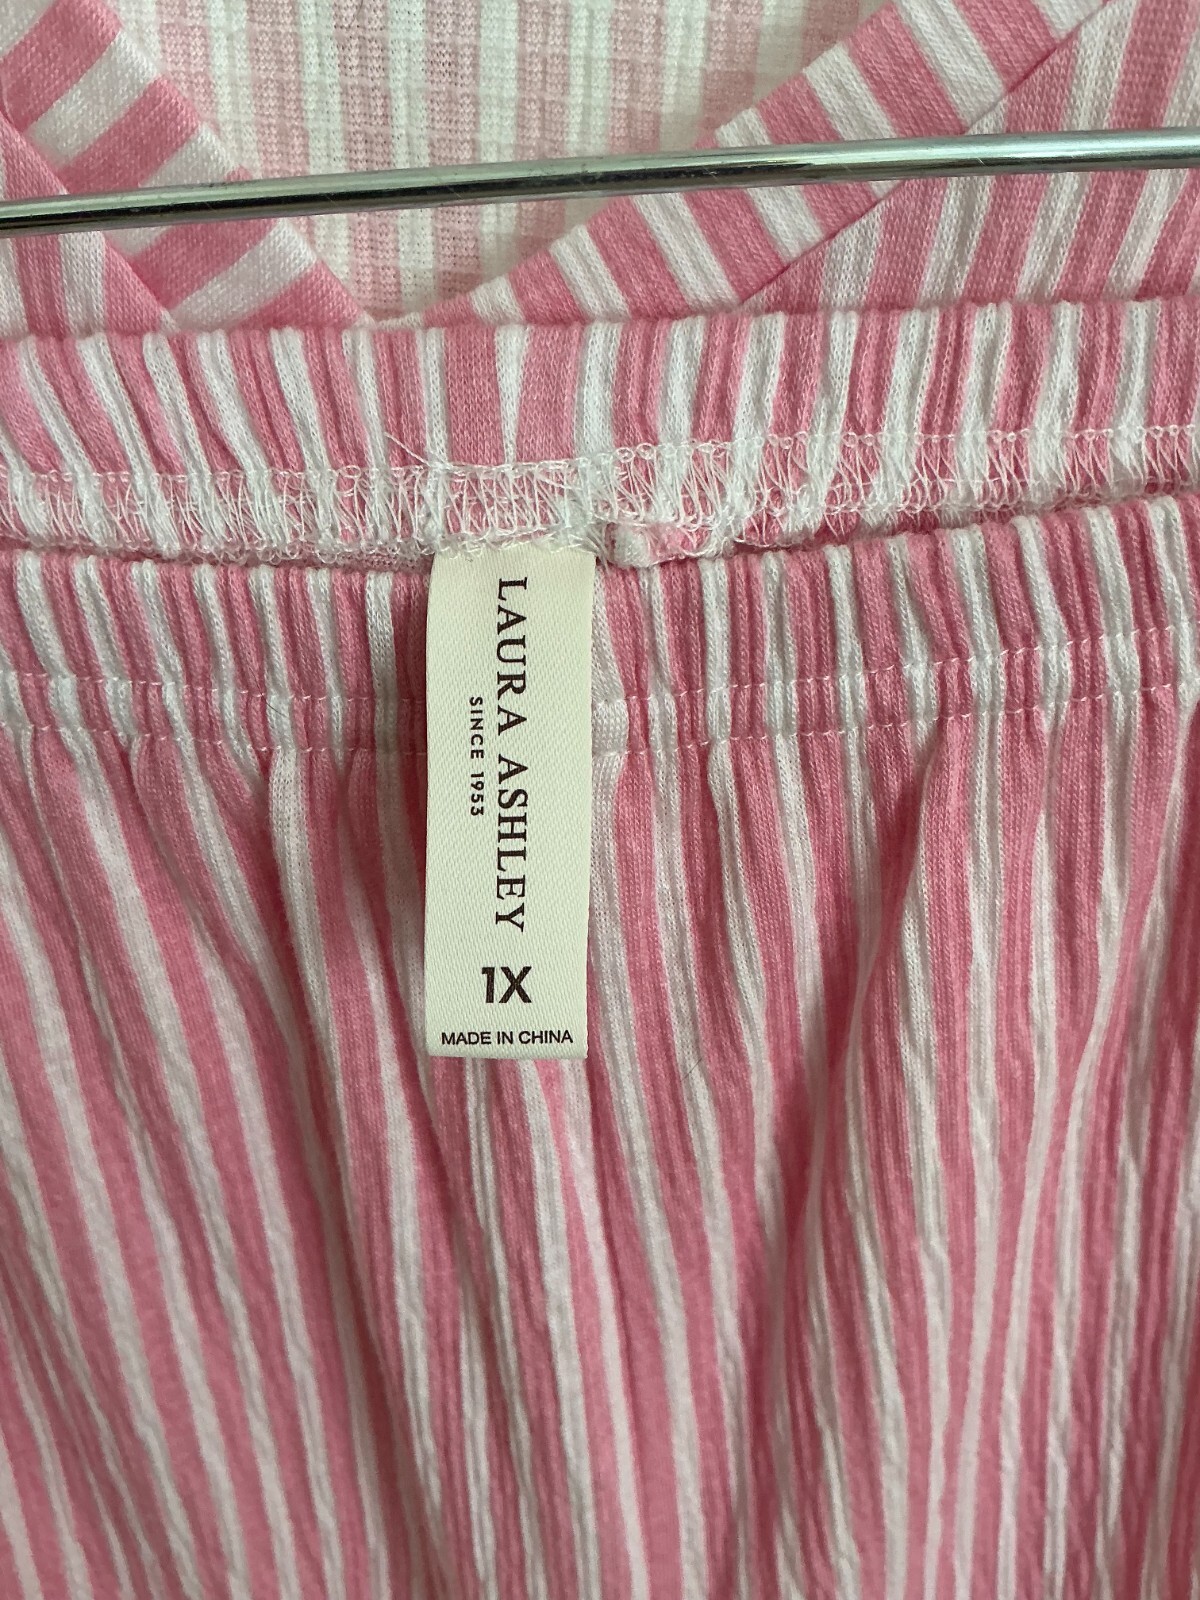 LAURA ASHLEY
SINCE 1953
1X
MADE IN CHINA